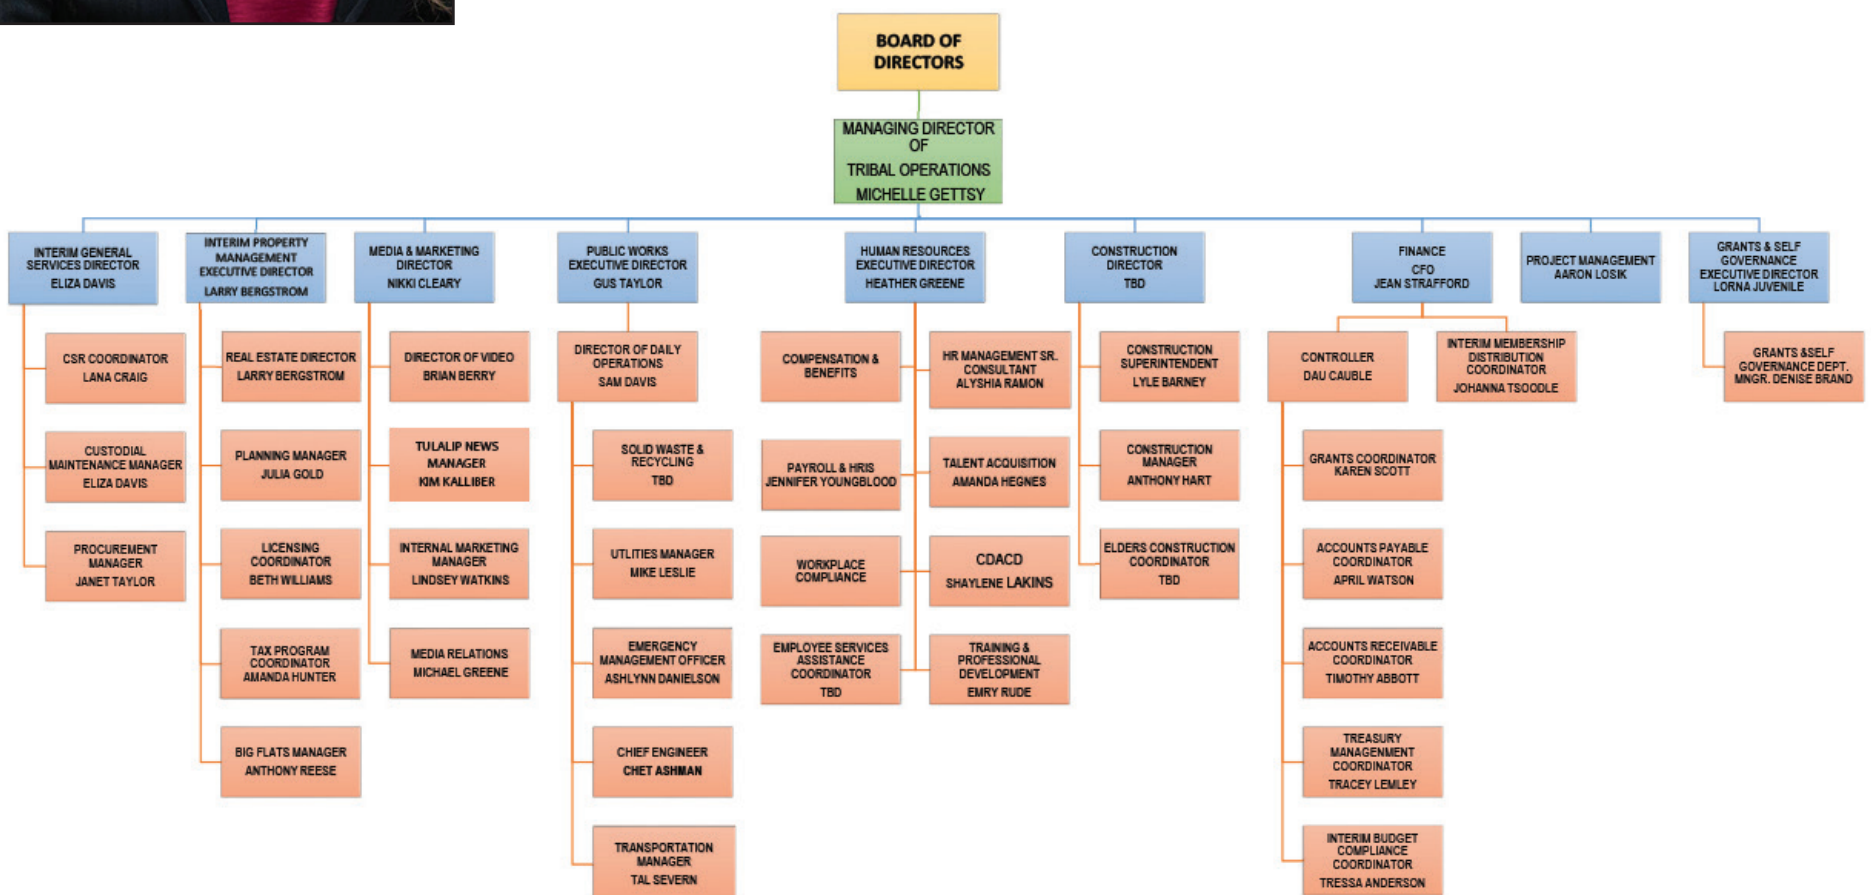 BOARD OF
DIRECTORS
MANAGING DIRECTOR
OF
TRIBAL OPERATIONS
MICHELLE GETTSY
INTERIM GENERAL
SERVICES DIRECTOR
ELIZA DAVIS
INTERIM PROPERTY
MANAGEMENT
EXECUTIVE DIRECTOR
LARRY BERGSTROM
MEDIA & MARKETING
DIRECTOR
NIKKI CLEARY
PUBLIC WORKS
EXECUTIVE DIRECTOR
GUS TAYLOR
HUMAN RESOURCES
EXECUTIVE DIRECTOR
HEATHER GREENE
CONSTRUCTION
DIRECTOR
TBD
FINANCE
CFO
JEAN STRAFFORD
PROJECT MANAGEMENT
AARON LOSIK
GRANTS & SELF
GOVERNANCE
EXECUTIVE DIRECTOR
LORNA JUVENILE
CSR COORDINATOR
LANA CRAIG
CUSTODIAL
MAINTENANCE MANAGER
ELIZA DAVIS
PROCUREMENT
MANAGER
JANET TAYLOR
REAL ESTATE DIRECTOR
LARRY BERGSTROM
PLANNING MANAGER
JULIA GOLD
LICENSING
COORDINATOR
BETH WILLIAMS
TAX PROGRAM
COORDINATOR
AMANDA HUNTER
BIG FLATS MANAGER
ANTHONY REESE
DIRECTOR OF VIDEO
BRIAN BERRY
TULALIP NEWS
MANAGER
KIM KALLIBER
INTERNAL MARKETING
MANAGER
LINDSEY WATKINS
MEDIA RELATIONS
MICHAEL GREENE
DIRECTOR OF DAILY
OPERATIONS
SAM DAVIS
SOLID WASTE &
RECYCLING
TBD
UTLITIES MANAGER
MIKE LESLIE
EMERGENCY
MANAGEMENT OFFICER
ASHLYNN DANIELSON
CHIEF ENGINEER
CHET ASHMAN
TRANSPORTATION
MANAGER
TAL SEVERN
COMPENSATION &
BENEFITS
HR MANAGEMENT SR.
CONSULTANT
ALYSHIA RAMON
PAYROLL & HRIS
JENNIFER YOUNGBLOOD
TALENT ACQUISITION
AMANDA HEGNES
WORKPLACE
COMPLIANCE
CDACD
SHAYLENE LAKINS
EMPLOYEE SERVICES
ASSISTANCE
COORDINATOR
TBD
TRAINING &
PROFESSIONAL
DEVELOPMENT
EMRY RUDE
CONSTRUCTION
SUPERINTENDENT
LYLE BARNEY
CONSTRUCTION
MANAGER
ANTHONY HART
ELDERS CONSTRUCTION
COORDINATOR
TBD
CONTROLLER
DAU CAUBLE
INTERIM MEMBERSHIP
DISTRIBUTION
COORDINATOR
JOHANNA TSOODLE
GRANTS COORDINATOR
KAREN SCOTT
ACCOUNTS PAYABLE
COORDINATOR
APRIL WATSON
ACCOUNTS RECEIVABLE
COORDINATOR
TIMOTHY ABBOTT
TREASURY
MANAGENMENT
COORDINATOR
TRACEY LEMLEY
INTERIM BUDGET
COMPLIANCE
COORDINATOR
TRESSA ANDERSON
GRANTS &SELF
GOVERNANCE DEPT.
MNGR. DENISE BRAND